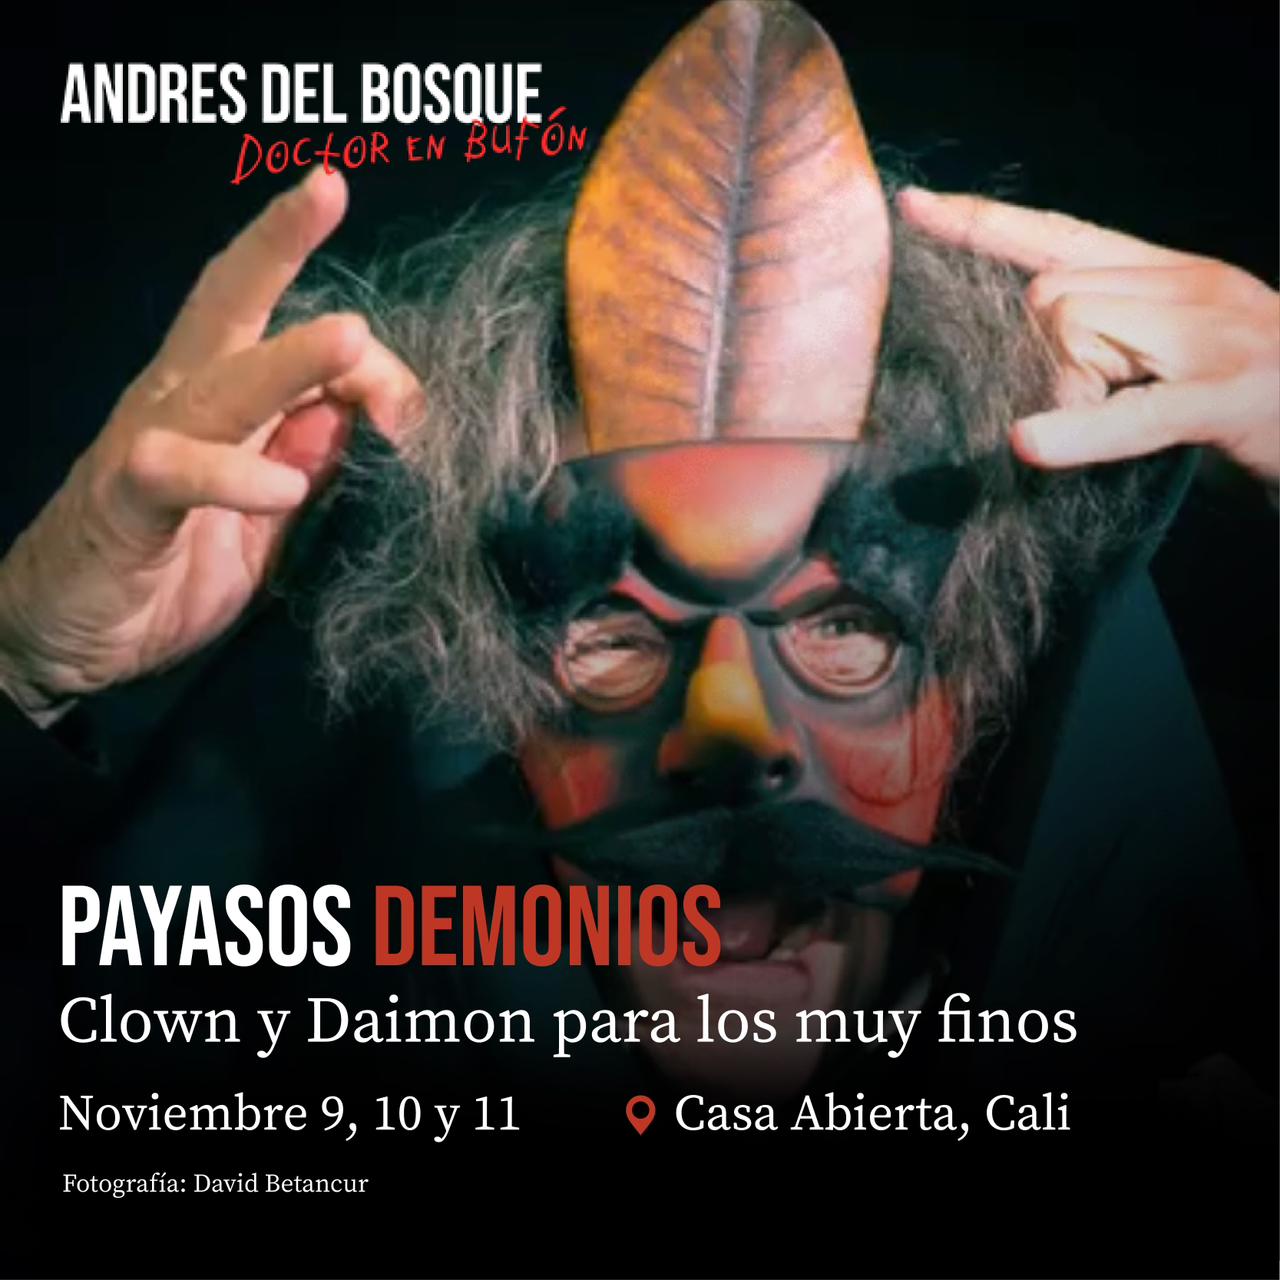 ANDRES DEL BOSQUE
DOCTOR EN BUFÓN
PAYASOS DEMONIOS
Clown y Daimon para los muy finos
Noviembre 9, 10 y 11
Casa Abierta, Cali
Fotografía: David Betancur